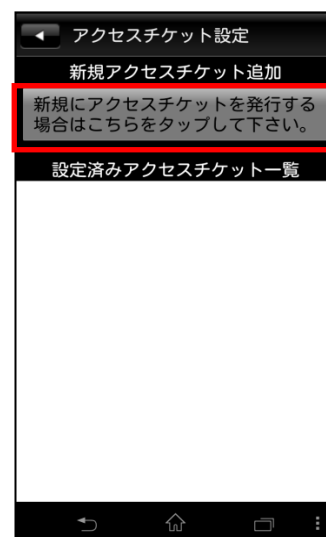 アクセスチケット設定
新規アクセスチケット追加
新規にアクセスチケットを発行する
場合はこちらをタップして下さい。
設定済みアクセスチケット一覧